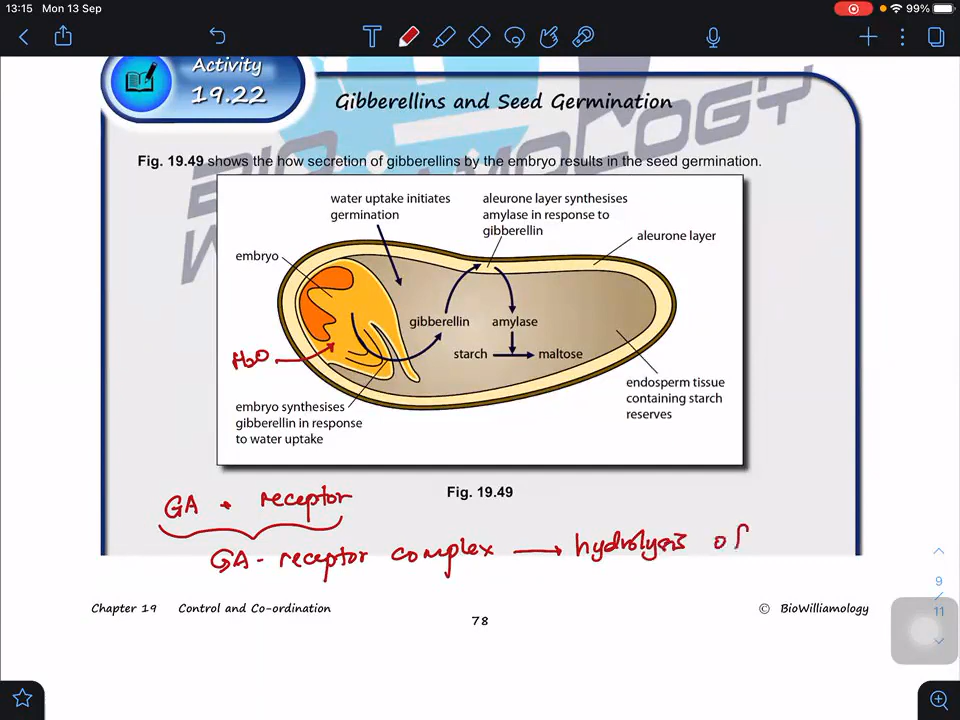 13:15 Mon 13 Sep
99%
Activity
19.22
Gibberellins and Seed Germination
Fig. 19.49 shows the how secretion of gibberellins by the embryo results in the seed germination.
water uptake initiates
germination
aleurone layer synthesises
amylase in response to
gibberellin
aleurone layer
embryo
gibberellin
amylase
starch
maltose
H2O
endosperm tissue
containing starch
reserves
embryo synthesises
gibberellin in response
to water uptake
Fig. 19.49
GA + receptor
GA - receptor complex → hydrolysis of
Chapter 19 Control and Co-ordination
© BioWilliamology
78
9
/
11